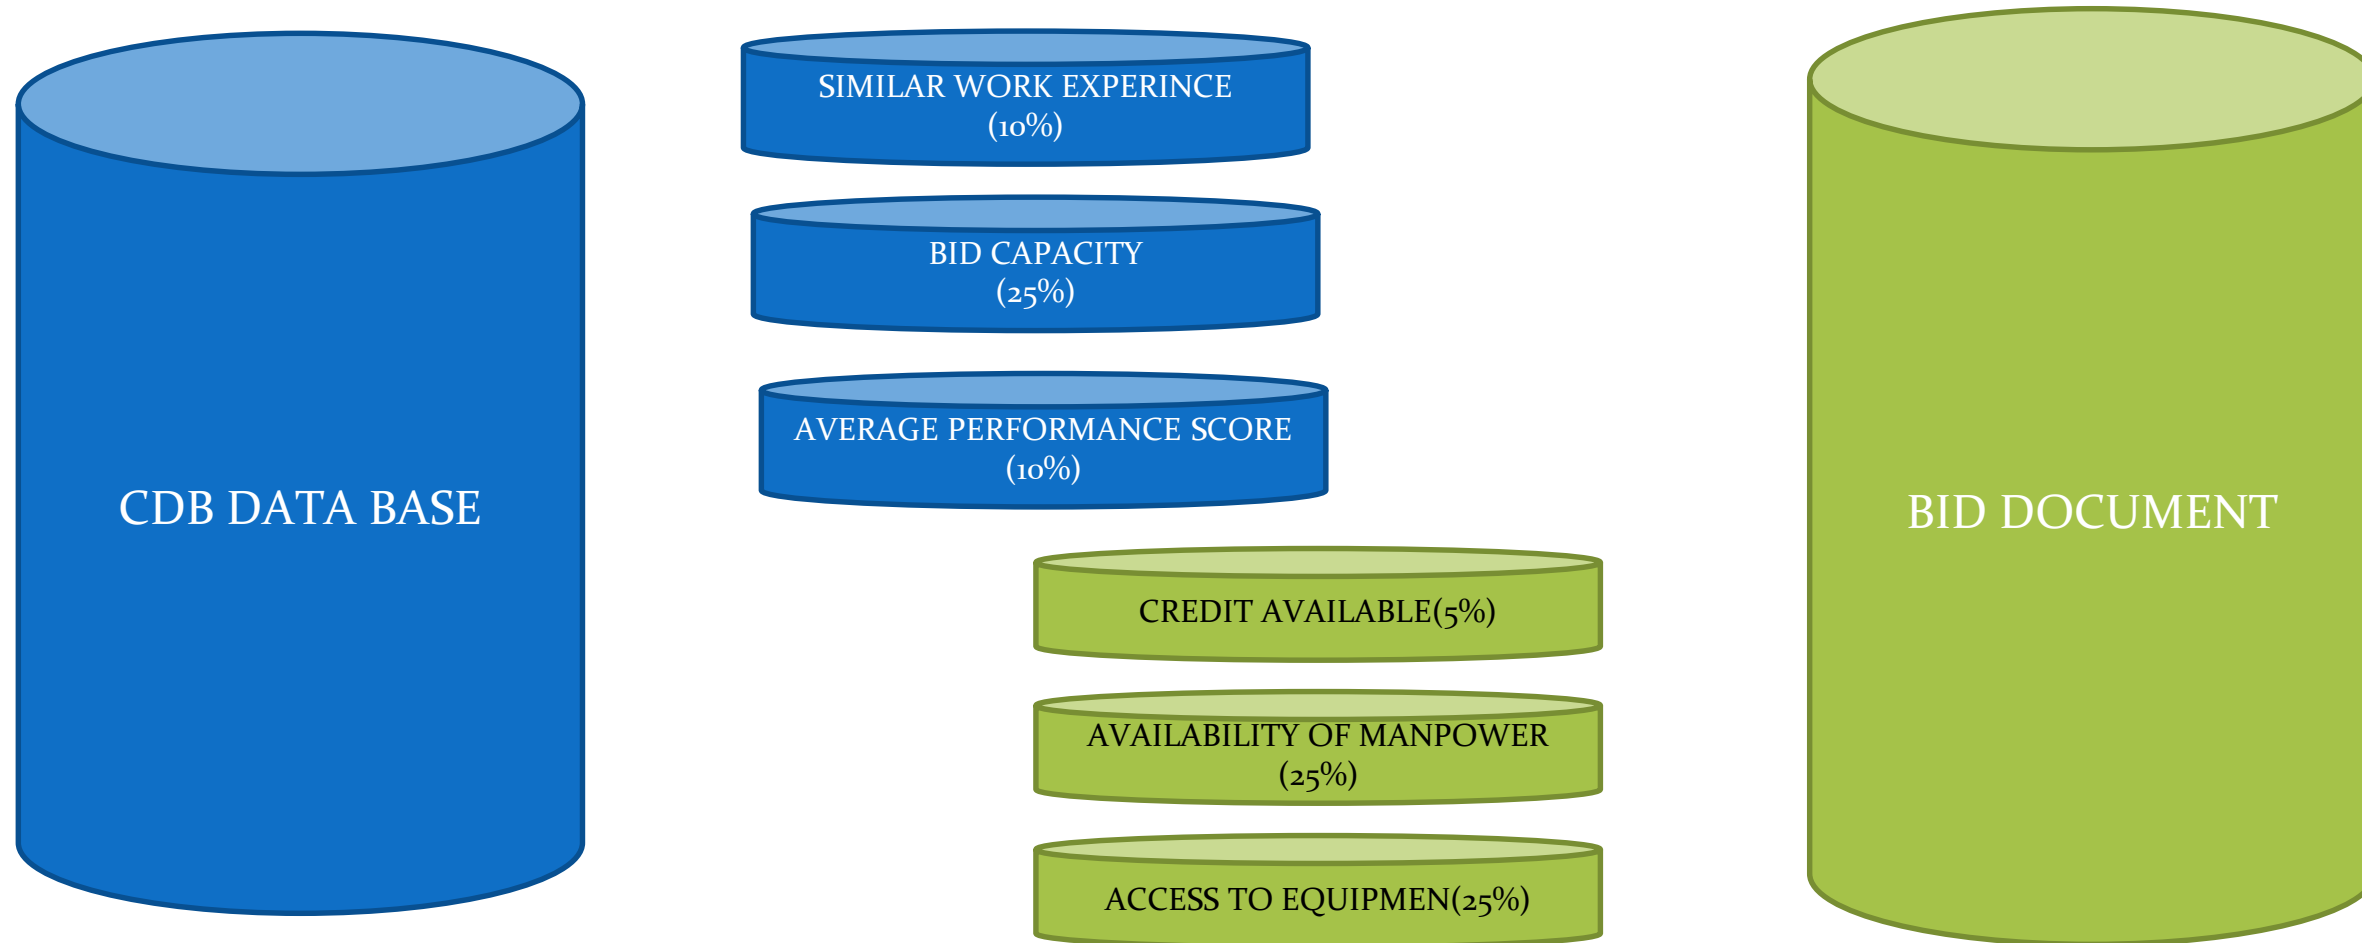 CDB DATA BASE
SIMILAR WORK EXPERINCE
(10%)
BID CAPACITY
(25%)
AVERAGE PERFORMANCE SCORE
(10%)
CREDIT AVAILABLE(5%)
AVAILABILITY OF MANPOWER
(25%)
ACCESS TO EQUIPMEN(25%)
BID DOCUMENT